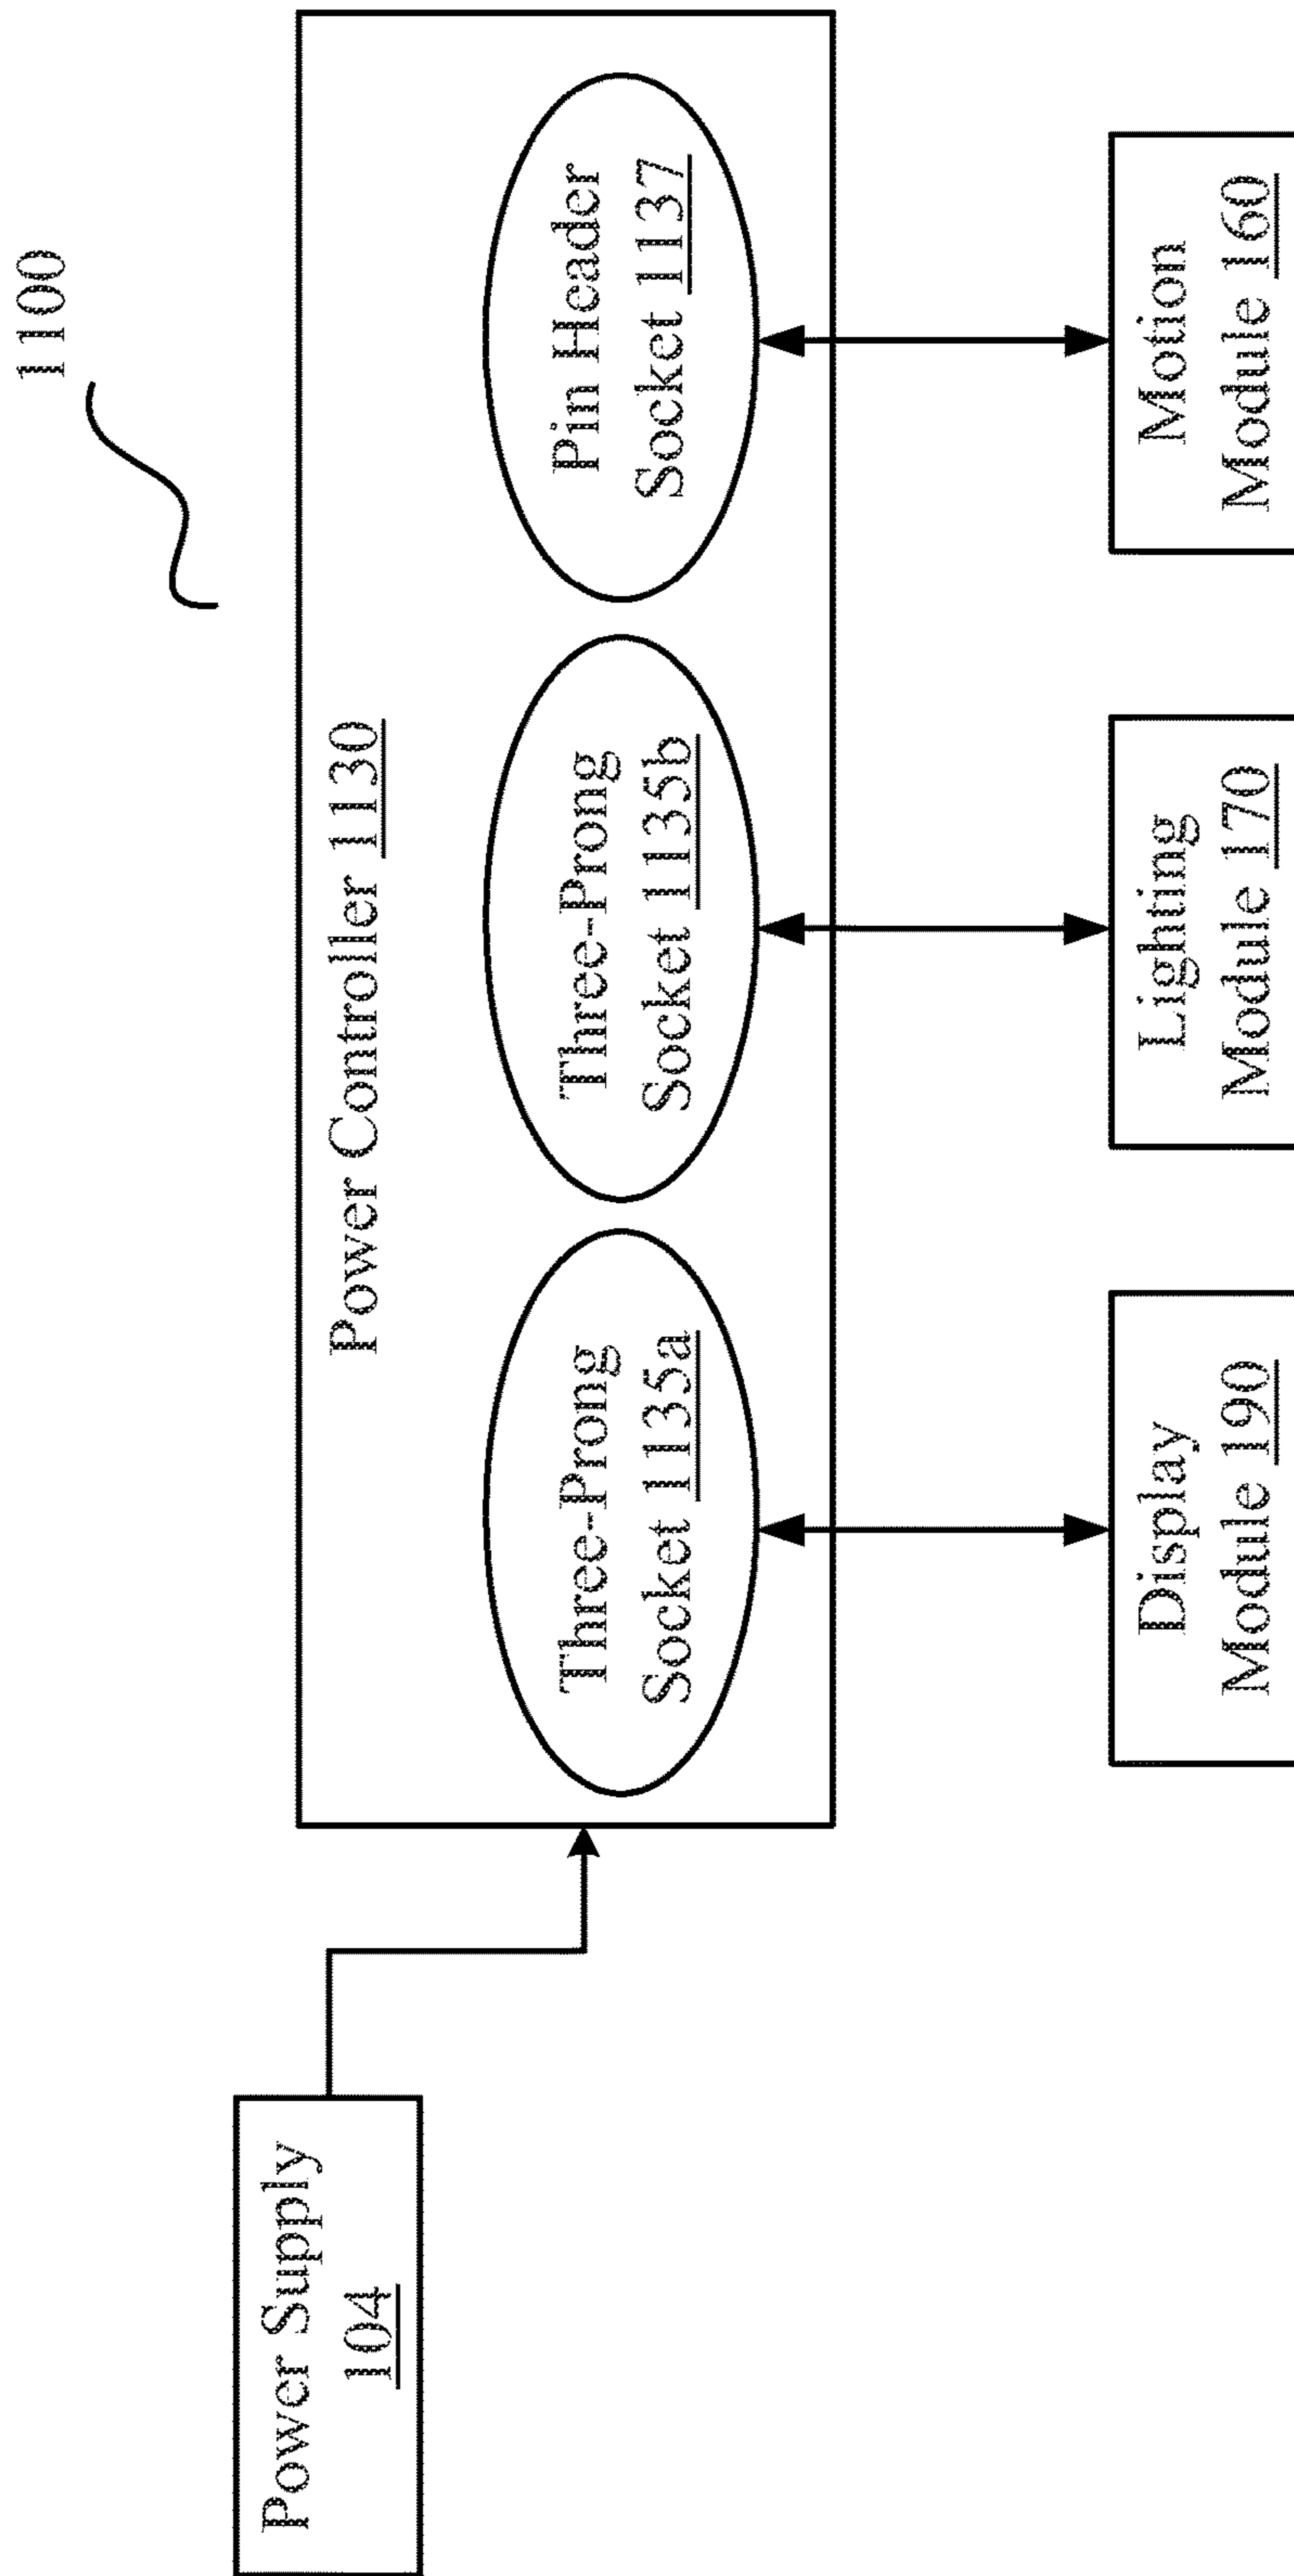 1100
Power Supply
104
Power Controller 1130
Three-Prong
Socket 1135a
Three-Prong
Socket 1135b
Pin Header
Socket 1137
Display
Module 190
Lighting
Module 170
Motion
Module 160